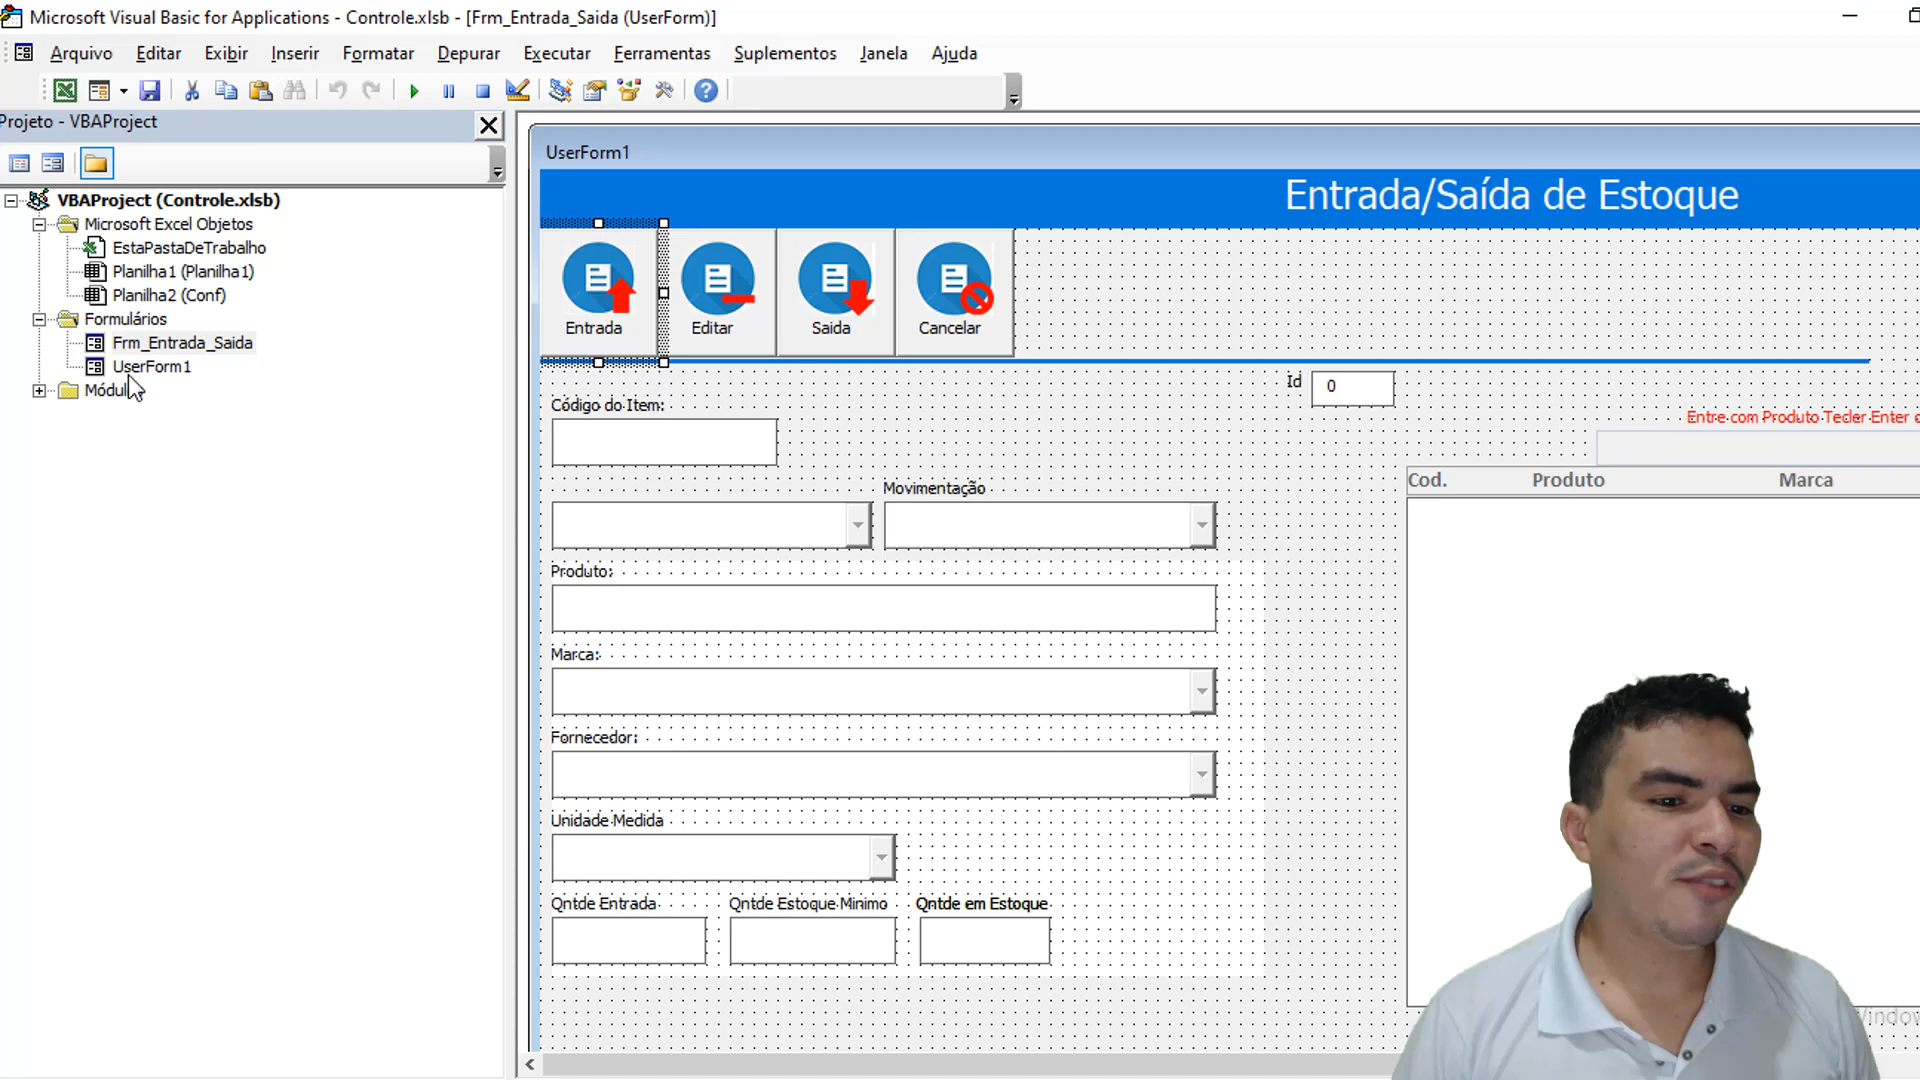 Microsoft Visual Basic for Applications - Controle.xlsb - [Frm_Entrada_Saida (UserForm)]
Arquivo Editar Exibir Inserir Formatar Depurar Executar Ferramentas Suplementos Janela Ajuda
Projeto - VBAProject
VBAProject (Controle.xlsb)
Microsoft Excel Objetos
EstaPastaDeTrabalho
Planilha1 (Planilha1)
Planilha2 (Conf)
Formulários
Frm_Entrada_Saida
UserForm1
UserForm1
Entrada/Saída de Estoque
Entrada Editar Saida Cancelar
Id 0
Código do Item:
Entre com Produto Tecler Enter
Cod. Produto Marca
Movimentação
Produto:
Marca:
Fornecedor:
Unidade Medida
Qntde Entrada Qntde Estoque Minimo Qntde em Estoque